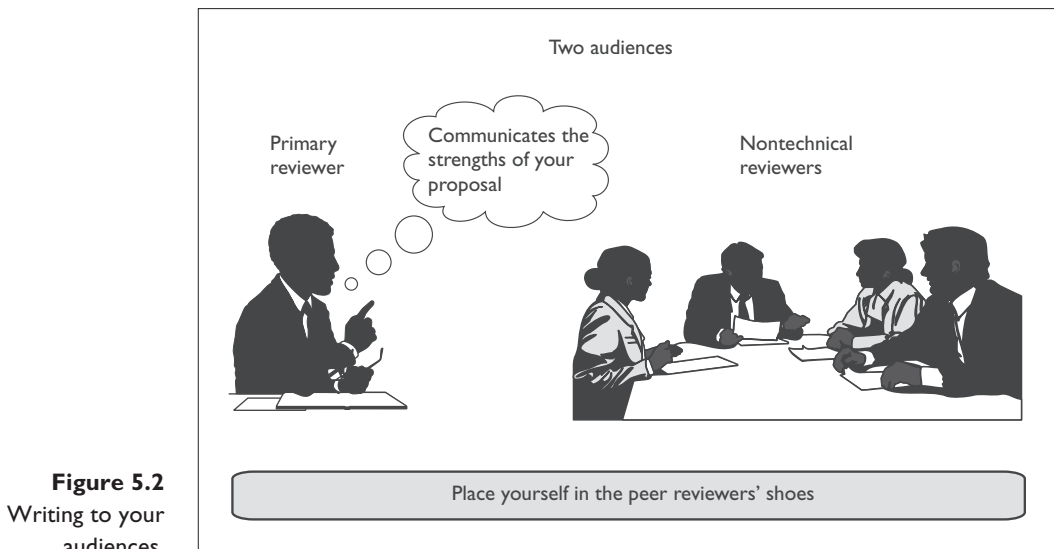 Two audiences
Primary
reviewer
Communicates the
strengths of your
proposal
Nontechnical
reviewers
Place yourself in the peer reviewers’ shoes
Figure 5.2
Writing to your
audiences.